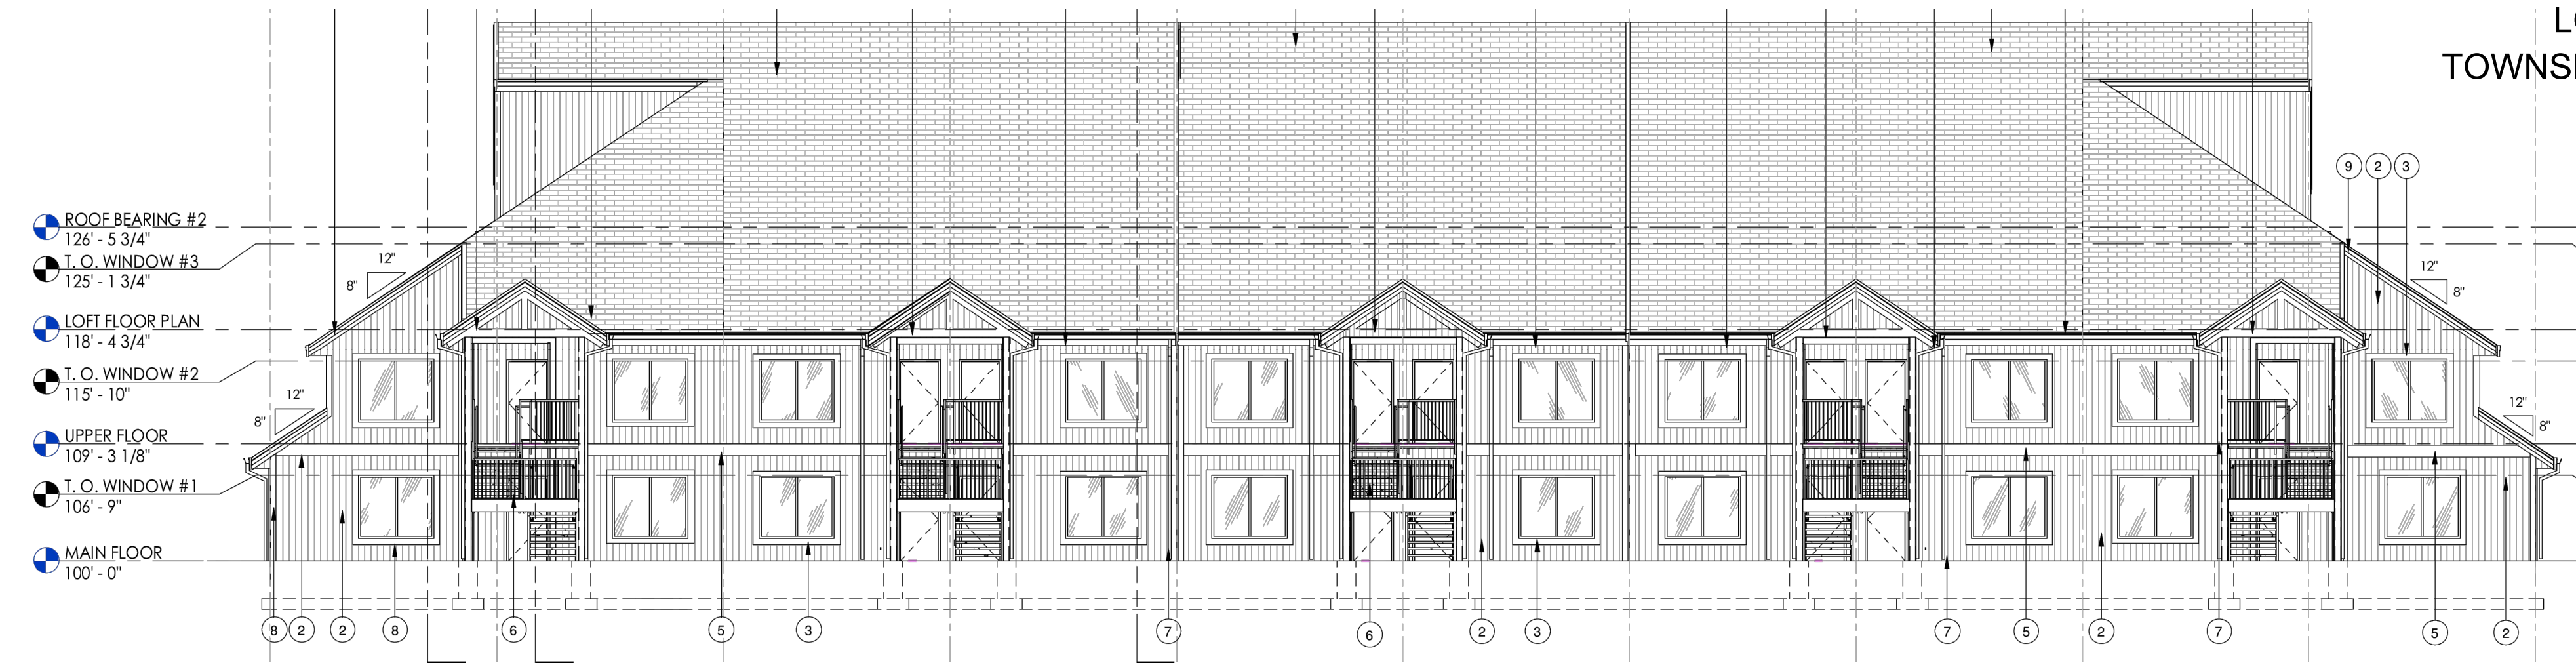 LO
TOWNS
9 2 3
ROOF BEARING #2
126' - 5 3/4"
T. O. WINDOW #3
125' - 1 3/4"
12"
8"
12"
8"
LOFT FLOOR PLAN
118' - 4 3/4"
T. O. WINDOW #2
115' - 10"
12"
8"
12"
8"
UPPER FLOOR
109' - 3 1/8"
T. O. WINDOW #1
106' - 9"
MAIN FLOOR
100' - 0"
8 2 2 8 6 5 3 7 6 2 3 7 5 2 7 5 2